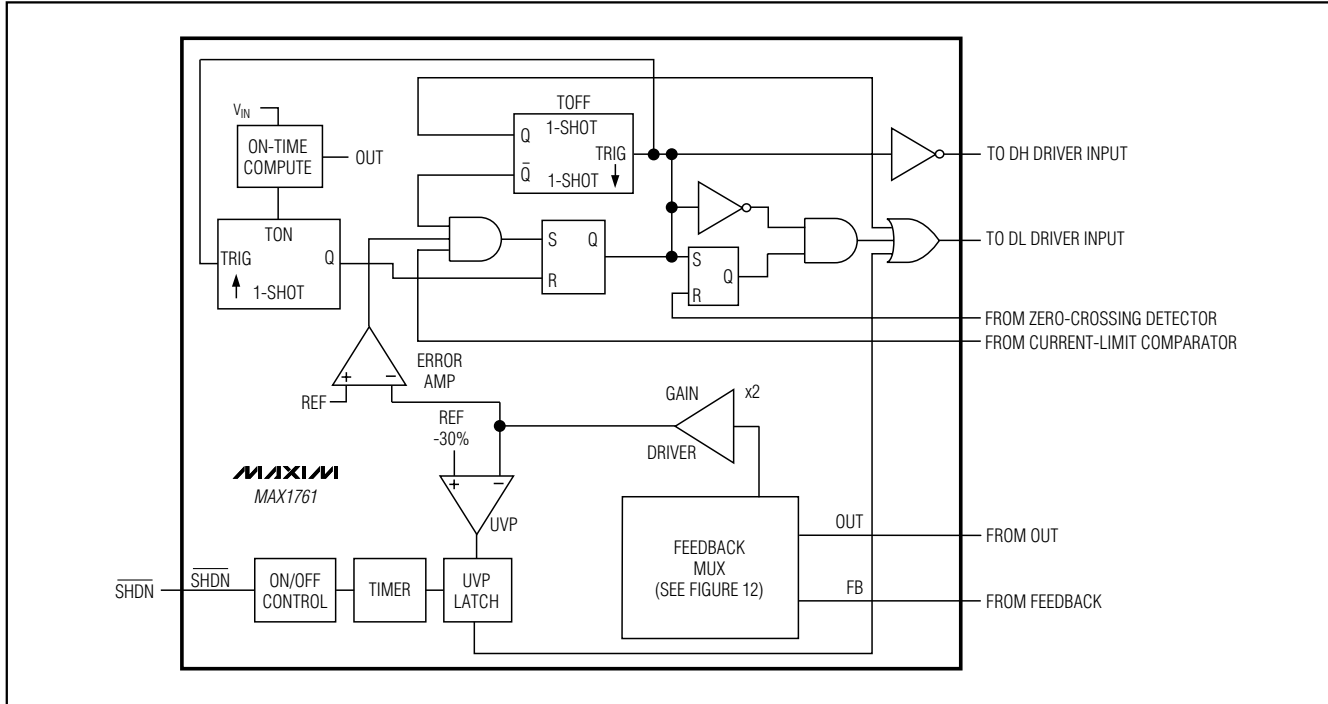 TOFF
1-SHOT
Q
TRIG
Q̅
1-SHOT
VIN
ON-TIME
COMPUTE
OUT
TO DH DRIVER INPUT
TON
TRIG
Q
1-SHOT
S
Q
R
S
Q
R
TO DL DRIVER INPUT
FROM ZERO-CROSSING DETECTOR
FROM CURRENT-LIMIT COMPARATOR
ERROR
AMP
+
−
REF
REF
-30%
GAIN
x2
DRIVER
MAXIM
MAX1761
+
−
UVP
FEEDBACK
MUX
(SEE FIGURE 12)
OUT
FROM OUT
FB
FROM FEEDBACK
S̅H̅D̅N̅
S̅H̅D̅N̅
ON/OFF
CONTROL
TIMER
UVP
LATCH